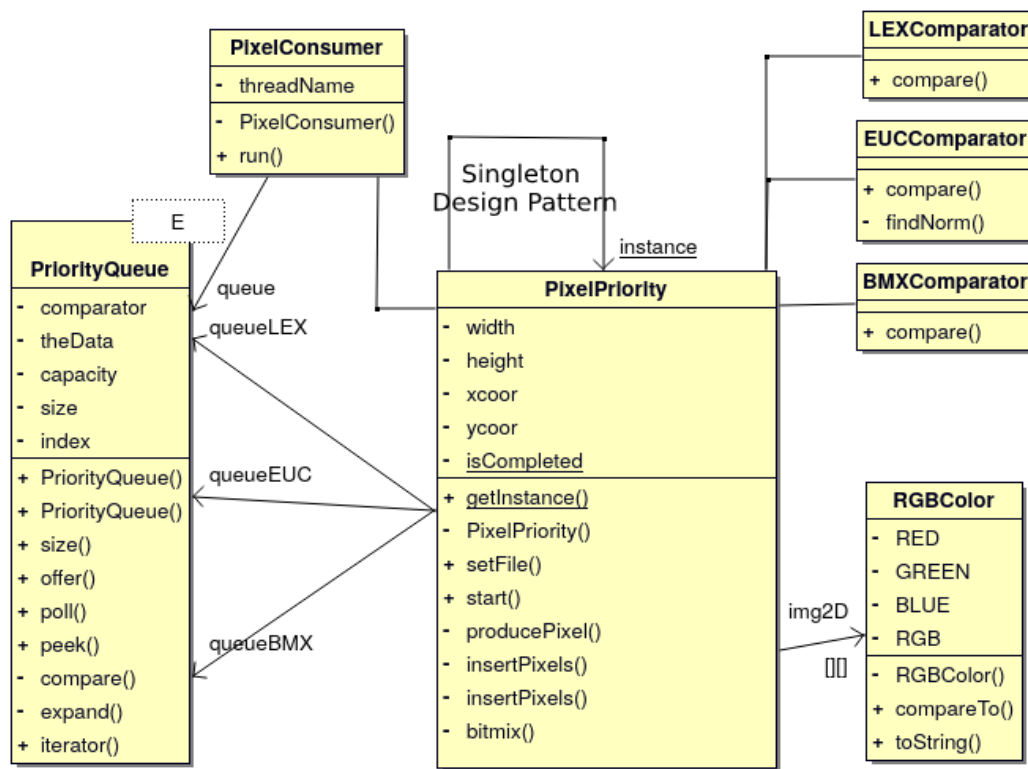 PixelConsumer
- threadName
- PixelConsumer()
+ run()
LEXComparator
+ compare()
EUCComparator
+ compare()
- findNorm()
BMXComparator
+ compare()
Singleton
Design Pattern
instance
E
PriorityQueue
- comparator
- theData
- capacity
- size
- index
+ PriorityQueue()
+ PriorityQueue()
+ size()
+ offer()
+ poll()
+ peek()
- compare()
- expand()
+ iterator()
queue
queueLEX
queueEUC
queueBMX
PixelPriority
- width
- height
- xcoor
- ycoor
- isCompleted
+ getInstance()
- PixelPriority()
+ setFile()
+ start()
- producePixel()
- insertPixels()
- insertPixels()
- bitmix()
img2D
[][]
RGBColor
- RED
- GREEN
- BLUE
- RGB
- RGBColor()
+ compareTo()
+ toString()